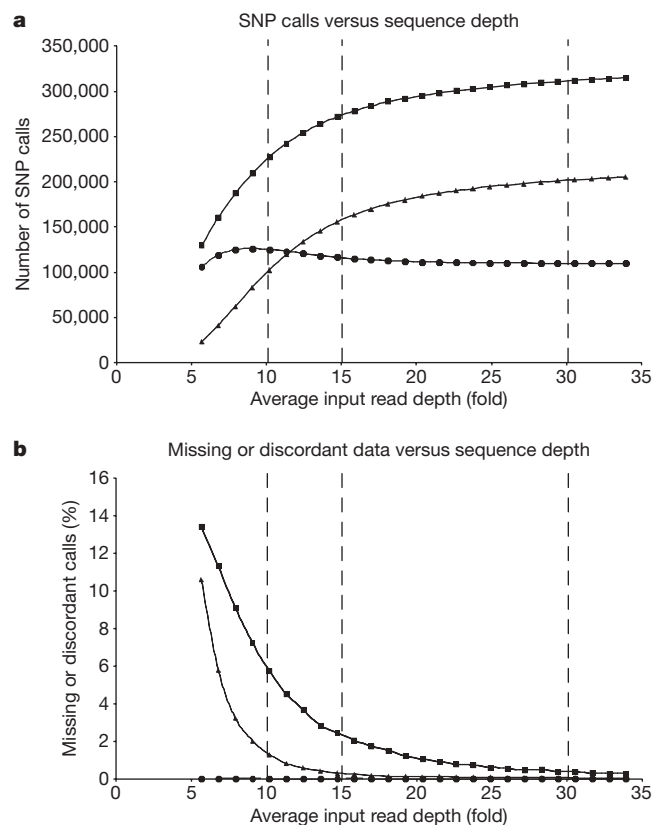 a
SNP calls versus sequence depth
Number of SNP calls
350,000
300,000
250,000
200,000
150,000
100,000
50,000
0
0 5 10 15 20 25 30 35
Average input read depth (fold)
b
Missing or discordant data versus sequence depth
Missing or discordant calls (%)
16
14
12
10
8
6
4
2
0
0 5 10 15 20 25 30 35
Average input read depth (fold)